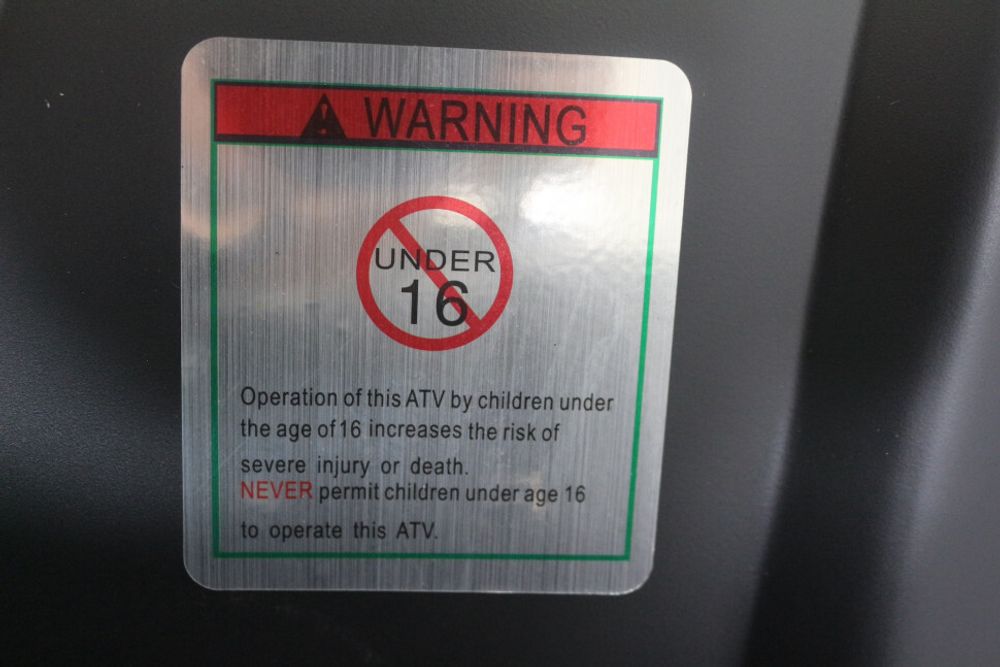 WARNING
UNDER
16
Operation of this ATV by children under
the age of 16 increases the risk of
severe injury or death.
NEVER permit children under age 16
to operate this ATV.